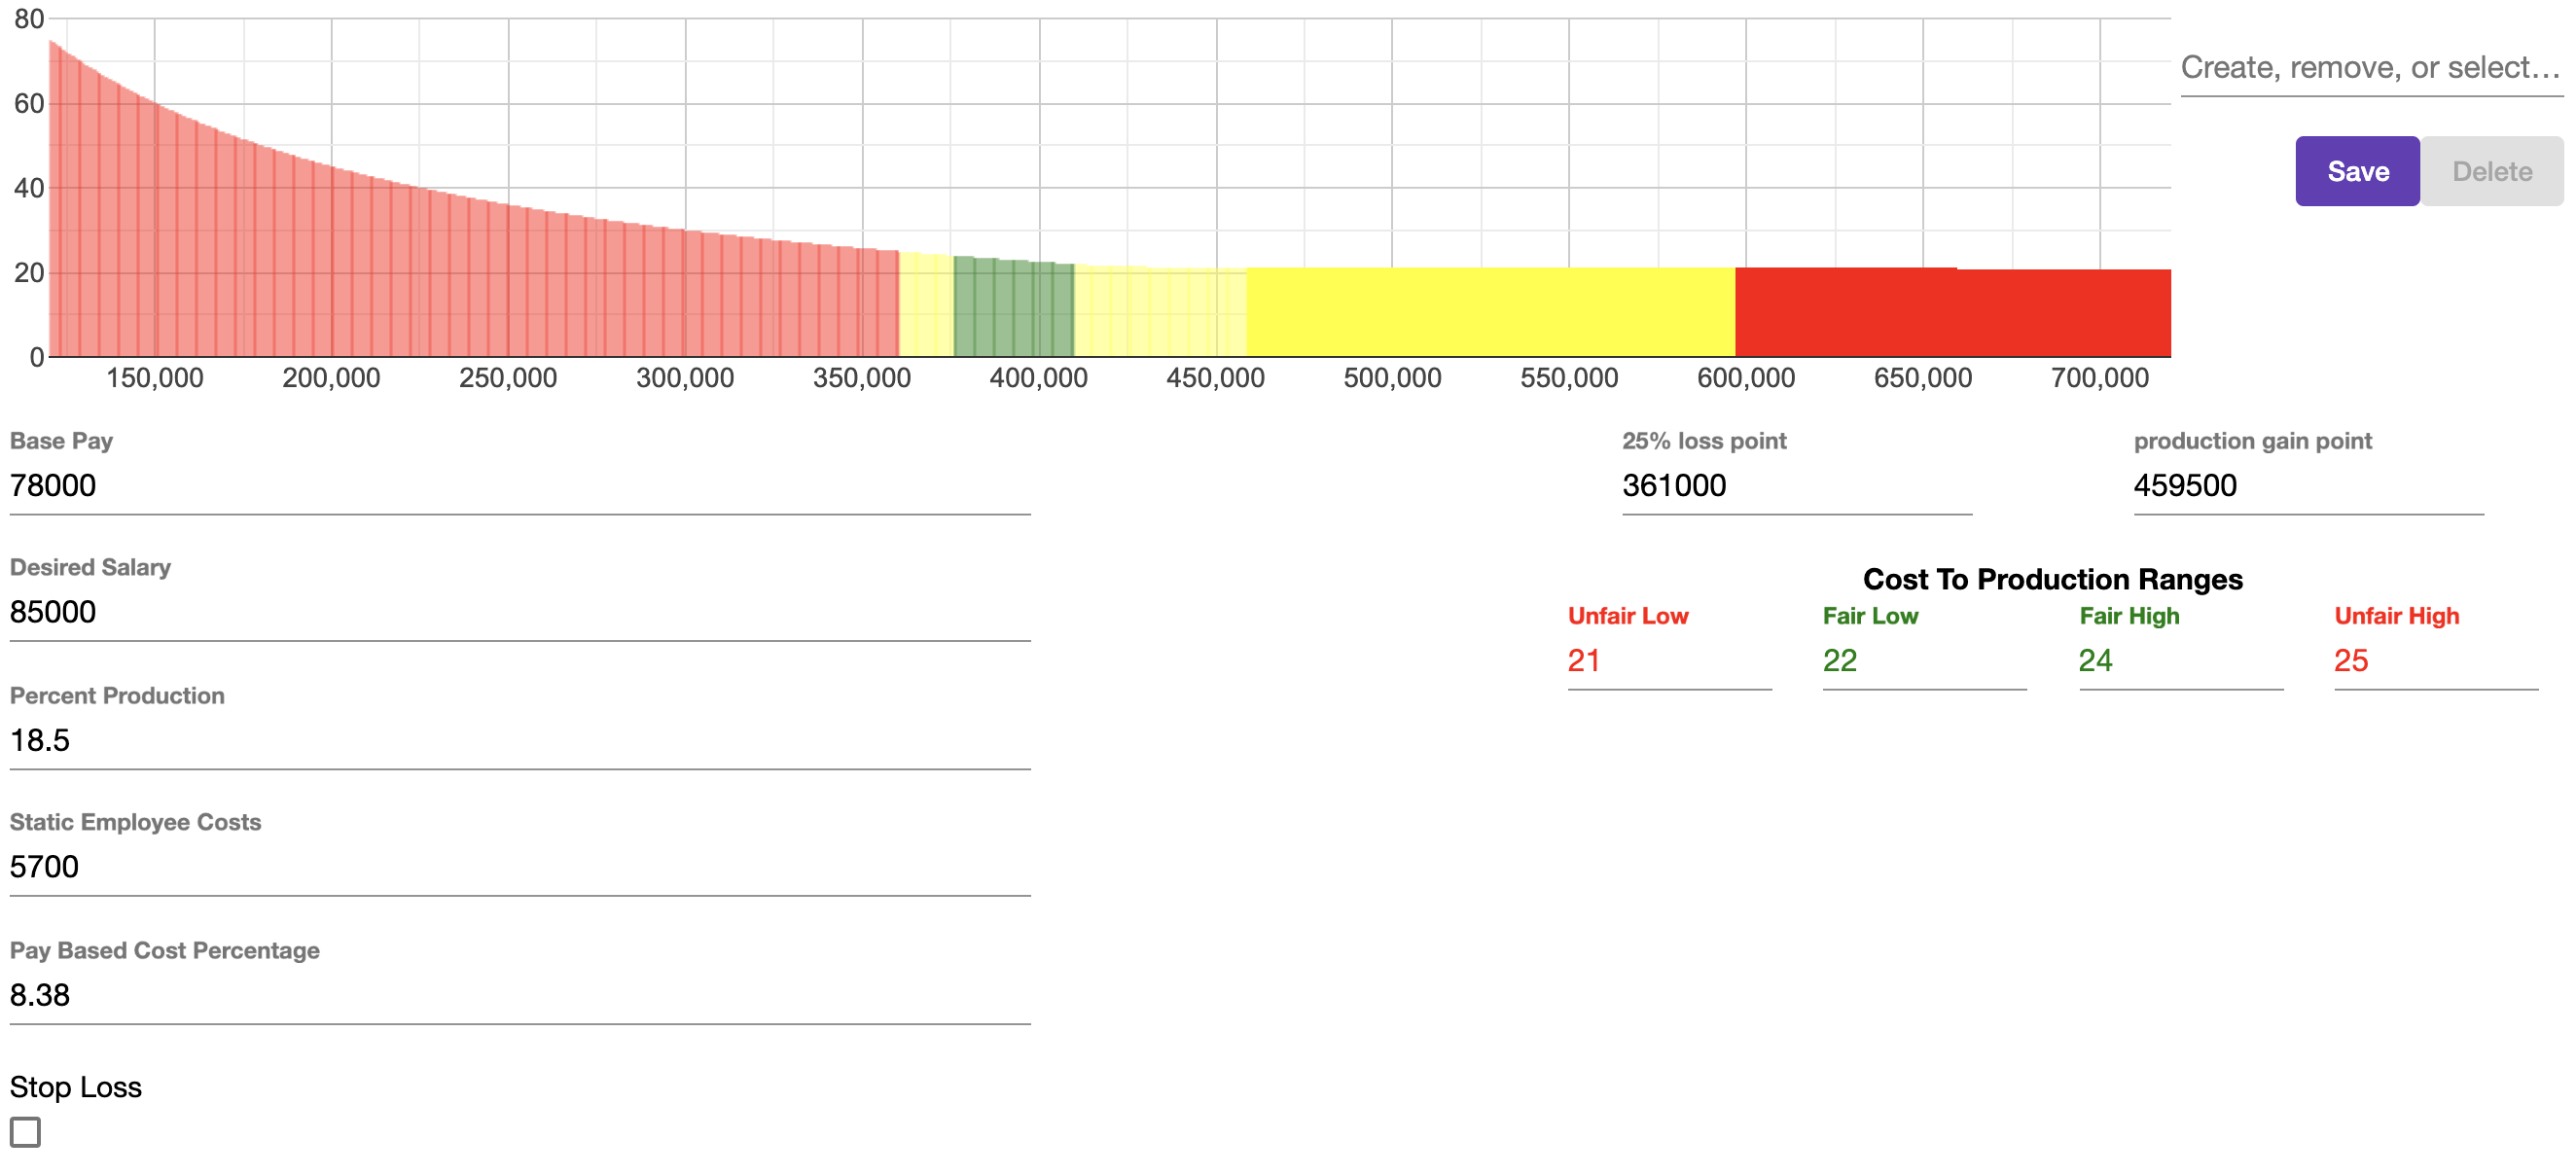 80
60
40
20
0
150,000 200,000 250,000 300,000 350,000 400,000 450,000 500,000 550,000 600,000 650,000 700,000
Create, remove, or select...
Save Delete
Base Pay
78000
Desired Salary
85000
Percent Production
18.5
Static Employee Costs
5700
Pay Based Cost Percentage
8.38
Stop Loss
25% loss point production gain point
361000 459500
Cost To Production Ranges
Unfair Low Fair Low Fair High Unfair High
21 22 24 25